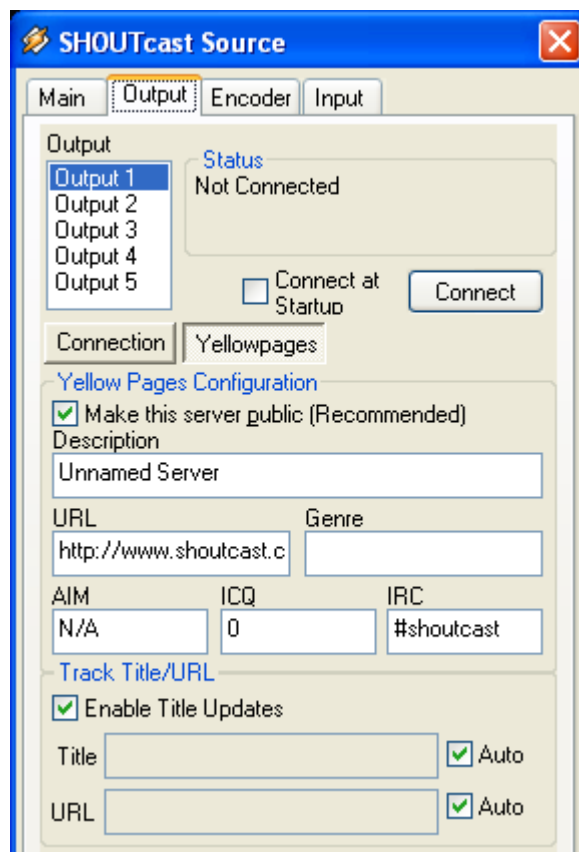 SHOUTcast Source
Main Output Encoder Input
Output
Output 1
Output 2
Output 3
Output 4
Output 5
Status
Not Connected
Connect at
Startup
Connect
Connection Yellowpages
Yellow Pages Configuration
Make this server public (Recommended)
Description
Unnamed Server
URL Genre
http://www.shoutcast.c
AIM ICQ IRC
N/A 0 #shoutcast
Track Title/URL
Enable Title Updates
Title Auto
URL Auto